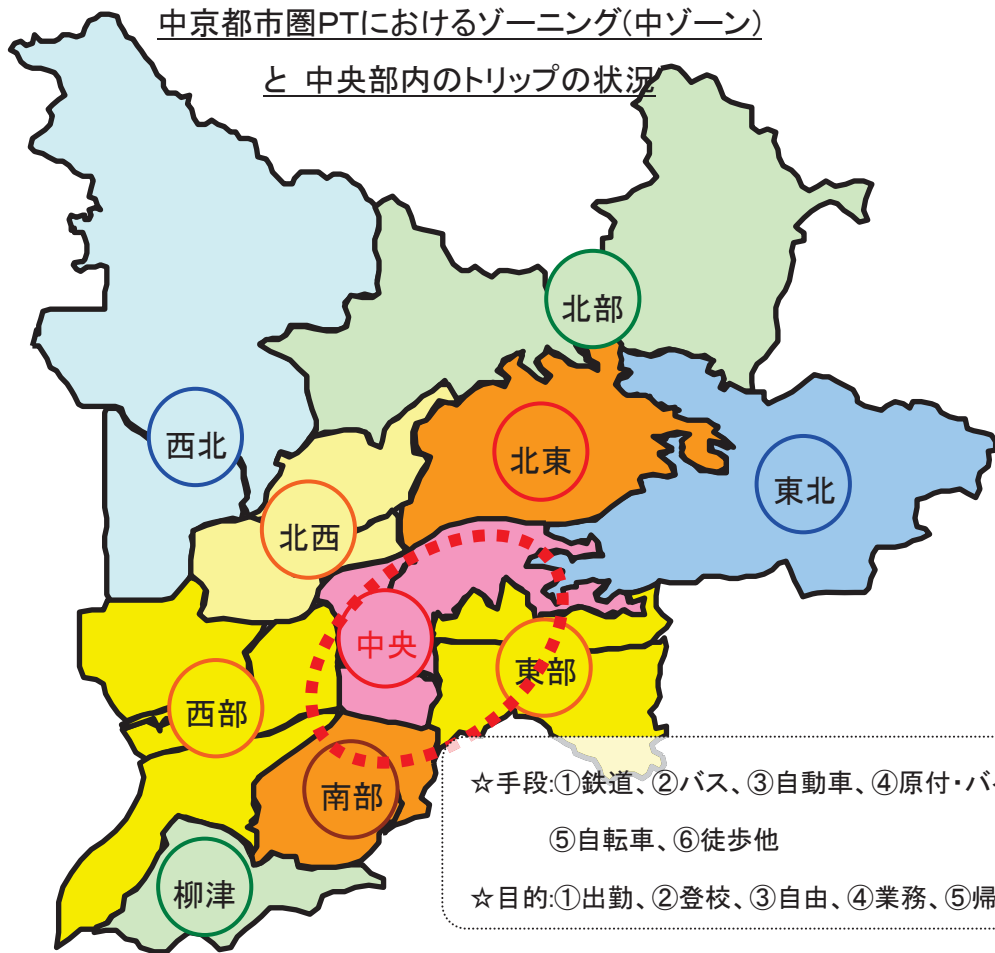 中京都市圏PTにおけるゾーニング(中ゾーン)
と 中央部内のトリップの状況
北部
西北
北東
東北
北西
中央
東部
西部
南部
柳津
☆手段:①鉄道、②バス、③自動車、④原付・バイ
⑤自転車、⑥徒歩他
☆目的:①出勤、②登校、③自由、④業務、⑤帰